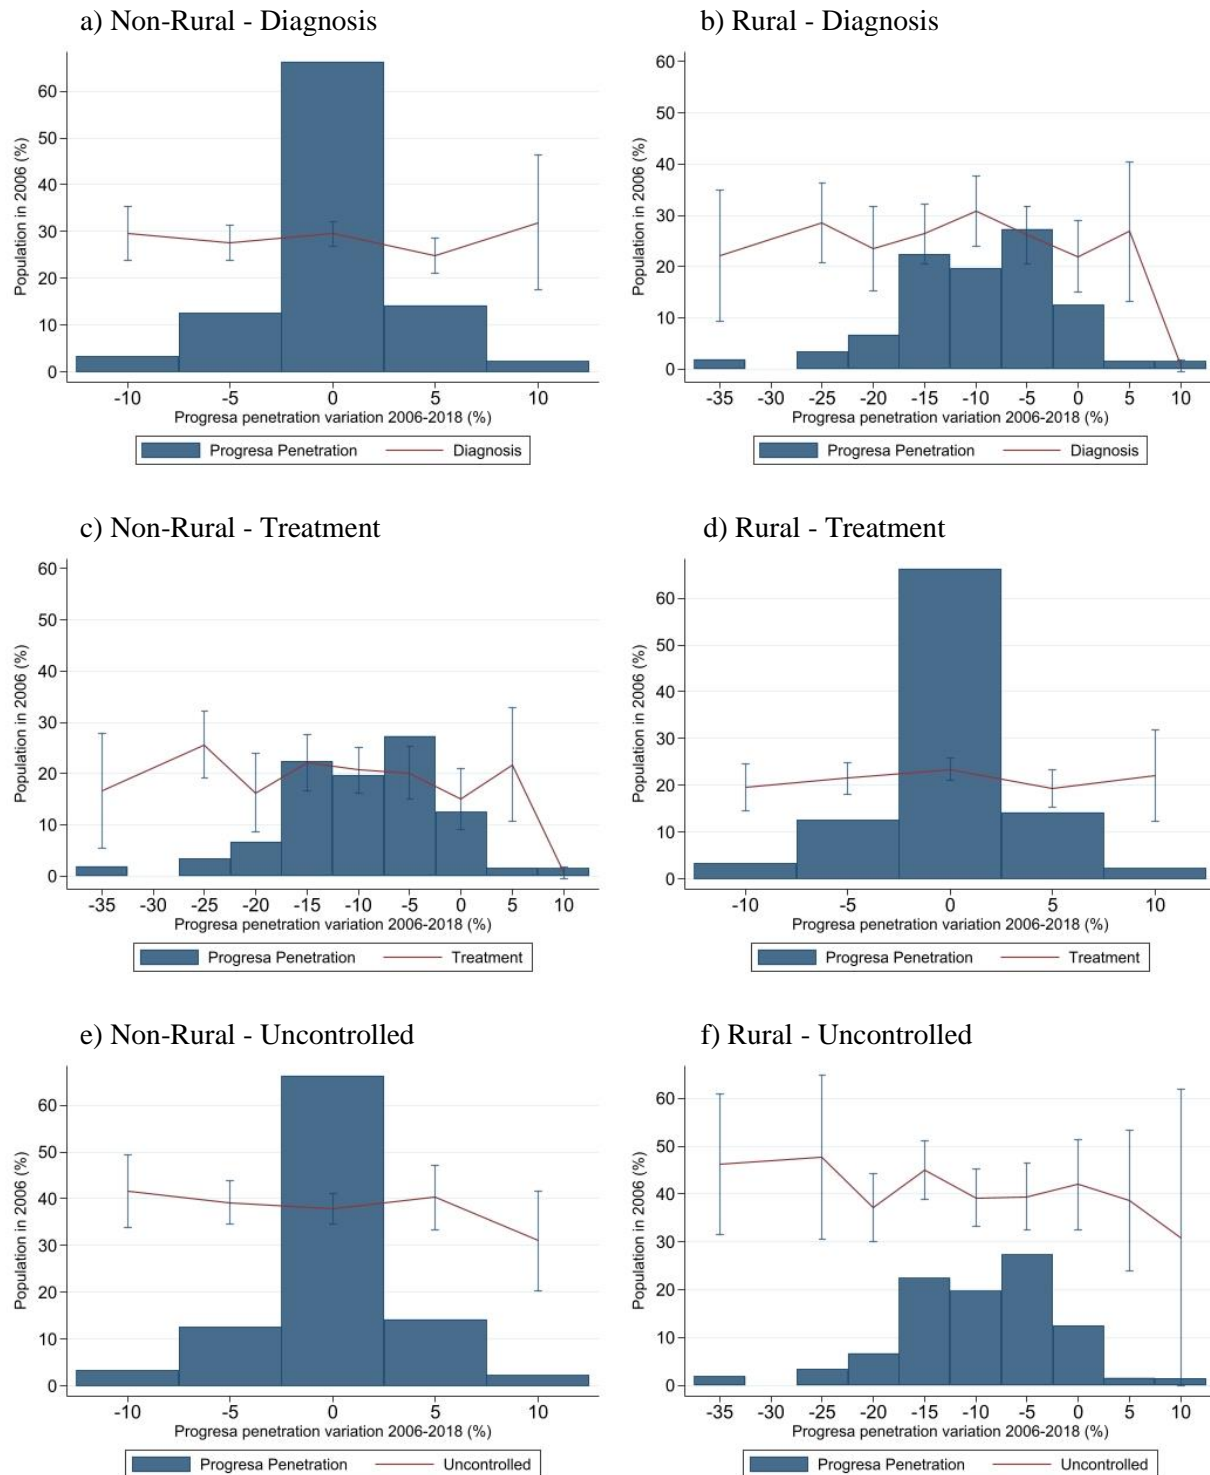 a) Non-Rural - Diagnosis
Population in 2006 (%)
60
50
40
30
20
10
0
-10 -5 0 5 10
Progresa penetration variation 2006-2018 (%)
Progresa Penetration Diagnosis
b) Rural - Diagnosis
Population in 2006 (%)
60
50
40
30
20
10
0
-35 -30 -25 -20 -15 -10 -5 0 5 10
Progresa penetration variation 2006-2018 (%)
Progresa Penetration Diagnosis
c) Non-Rural - Treatment
Population in 2006 (%)
60
50
40
30
20
10
0
-35 -30 -25 -20 -15 -10 -5 0 5 10
Progresa penetration variation 2006-2018 (%)
Progresa Penetration Treatment
d) Rural - Treatment
Population in 2006 (%)
60
50
40
30
20
10
0
-10 -5 0 5 10
Progresa penetration variation 2006-2018 (%)
Progresa Penetration Treatment
e) Non-Rural - Uncontrolled
Population in 2006 (%)
60
50
40
30
20
10
0
-10 -5 0 5 10
Progresa penetration variation 2006-2018 (%)
Progresa Penetration Uncontrolled
f) Rural - Uncontrolled
Population in 2006 (%)
60
50
40
30
20
10
0
-35 -30 -25 -20 -15 -10 -5 0 5 10
Progresa penetration variation 2006-2018 (%)
Progresa Penetration Uncontrolled